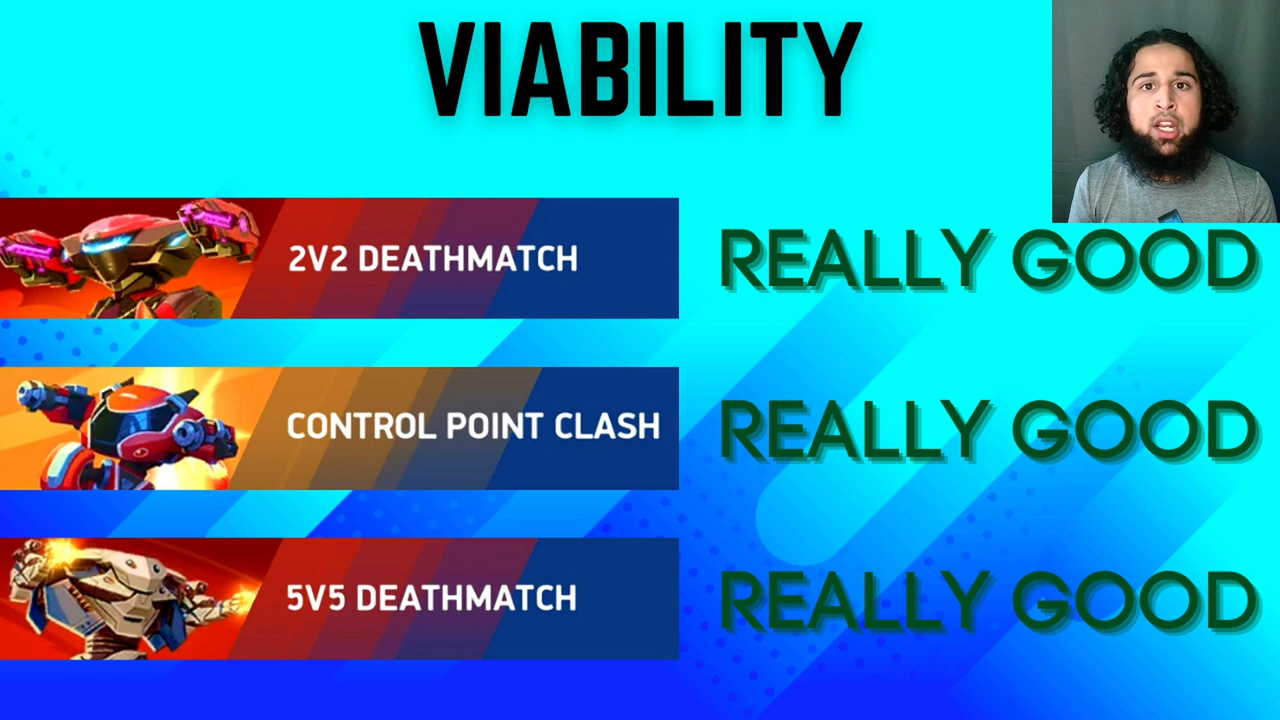 VIABILITY
2V2 DEATHMATCH
REALLY GOOD
CONTROL POINT CLASH
REALLY GOOD
5V5 DEATHMATCH
REALLY GOOD